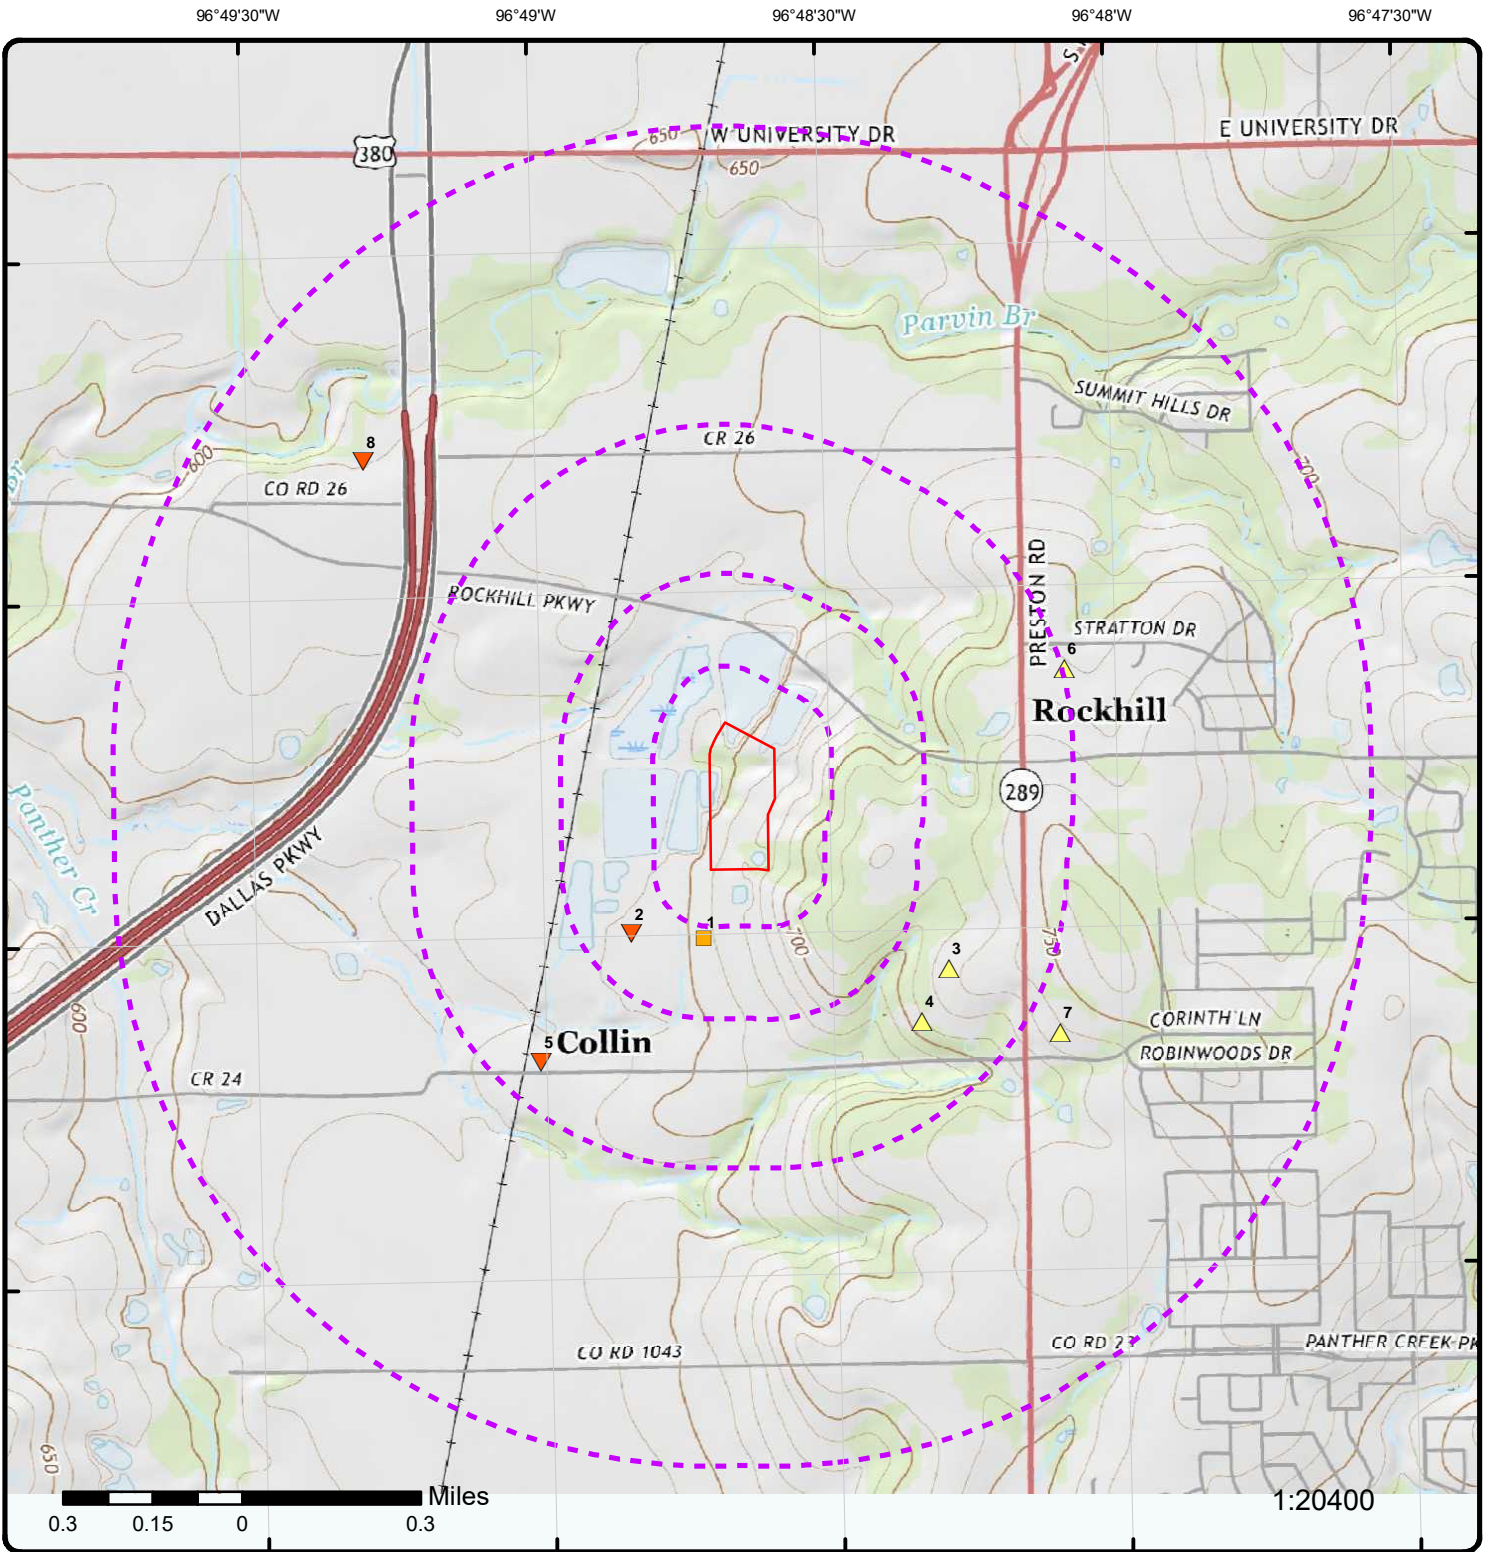 96°49'30"W 96°49'W 96°48'30"W 96°48'W 96°47'30"W
S
650
W UNIVERSITY DR
E UNIVERSITY DR
380
650
Parvin Br
SUMMIT HILLS DR
CR 26
8
600
700
Br
CO RD 26
ROCKHILL PKWY
PRESTON RD
STRATTON DR
6
Rockhill
289
Panther Cr
DALLAS PKWY
2
1
700
750
3
4
7
600
CORINTH LN
5
Collin
ROBINWOODS DR
CR 24
CO RD 1043
CO RD 2
PANTHER CREEK PK
650
Miles
1:20400
0.3 0.15 0 0.3